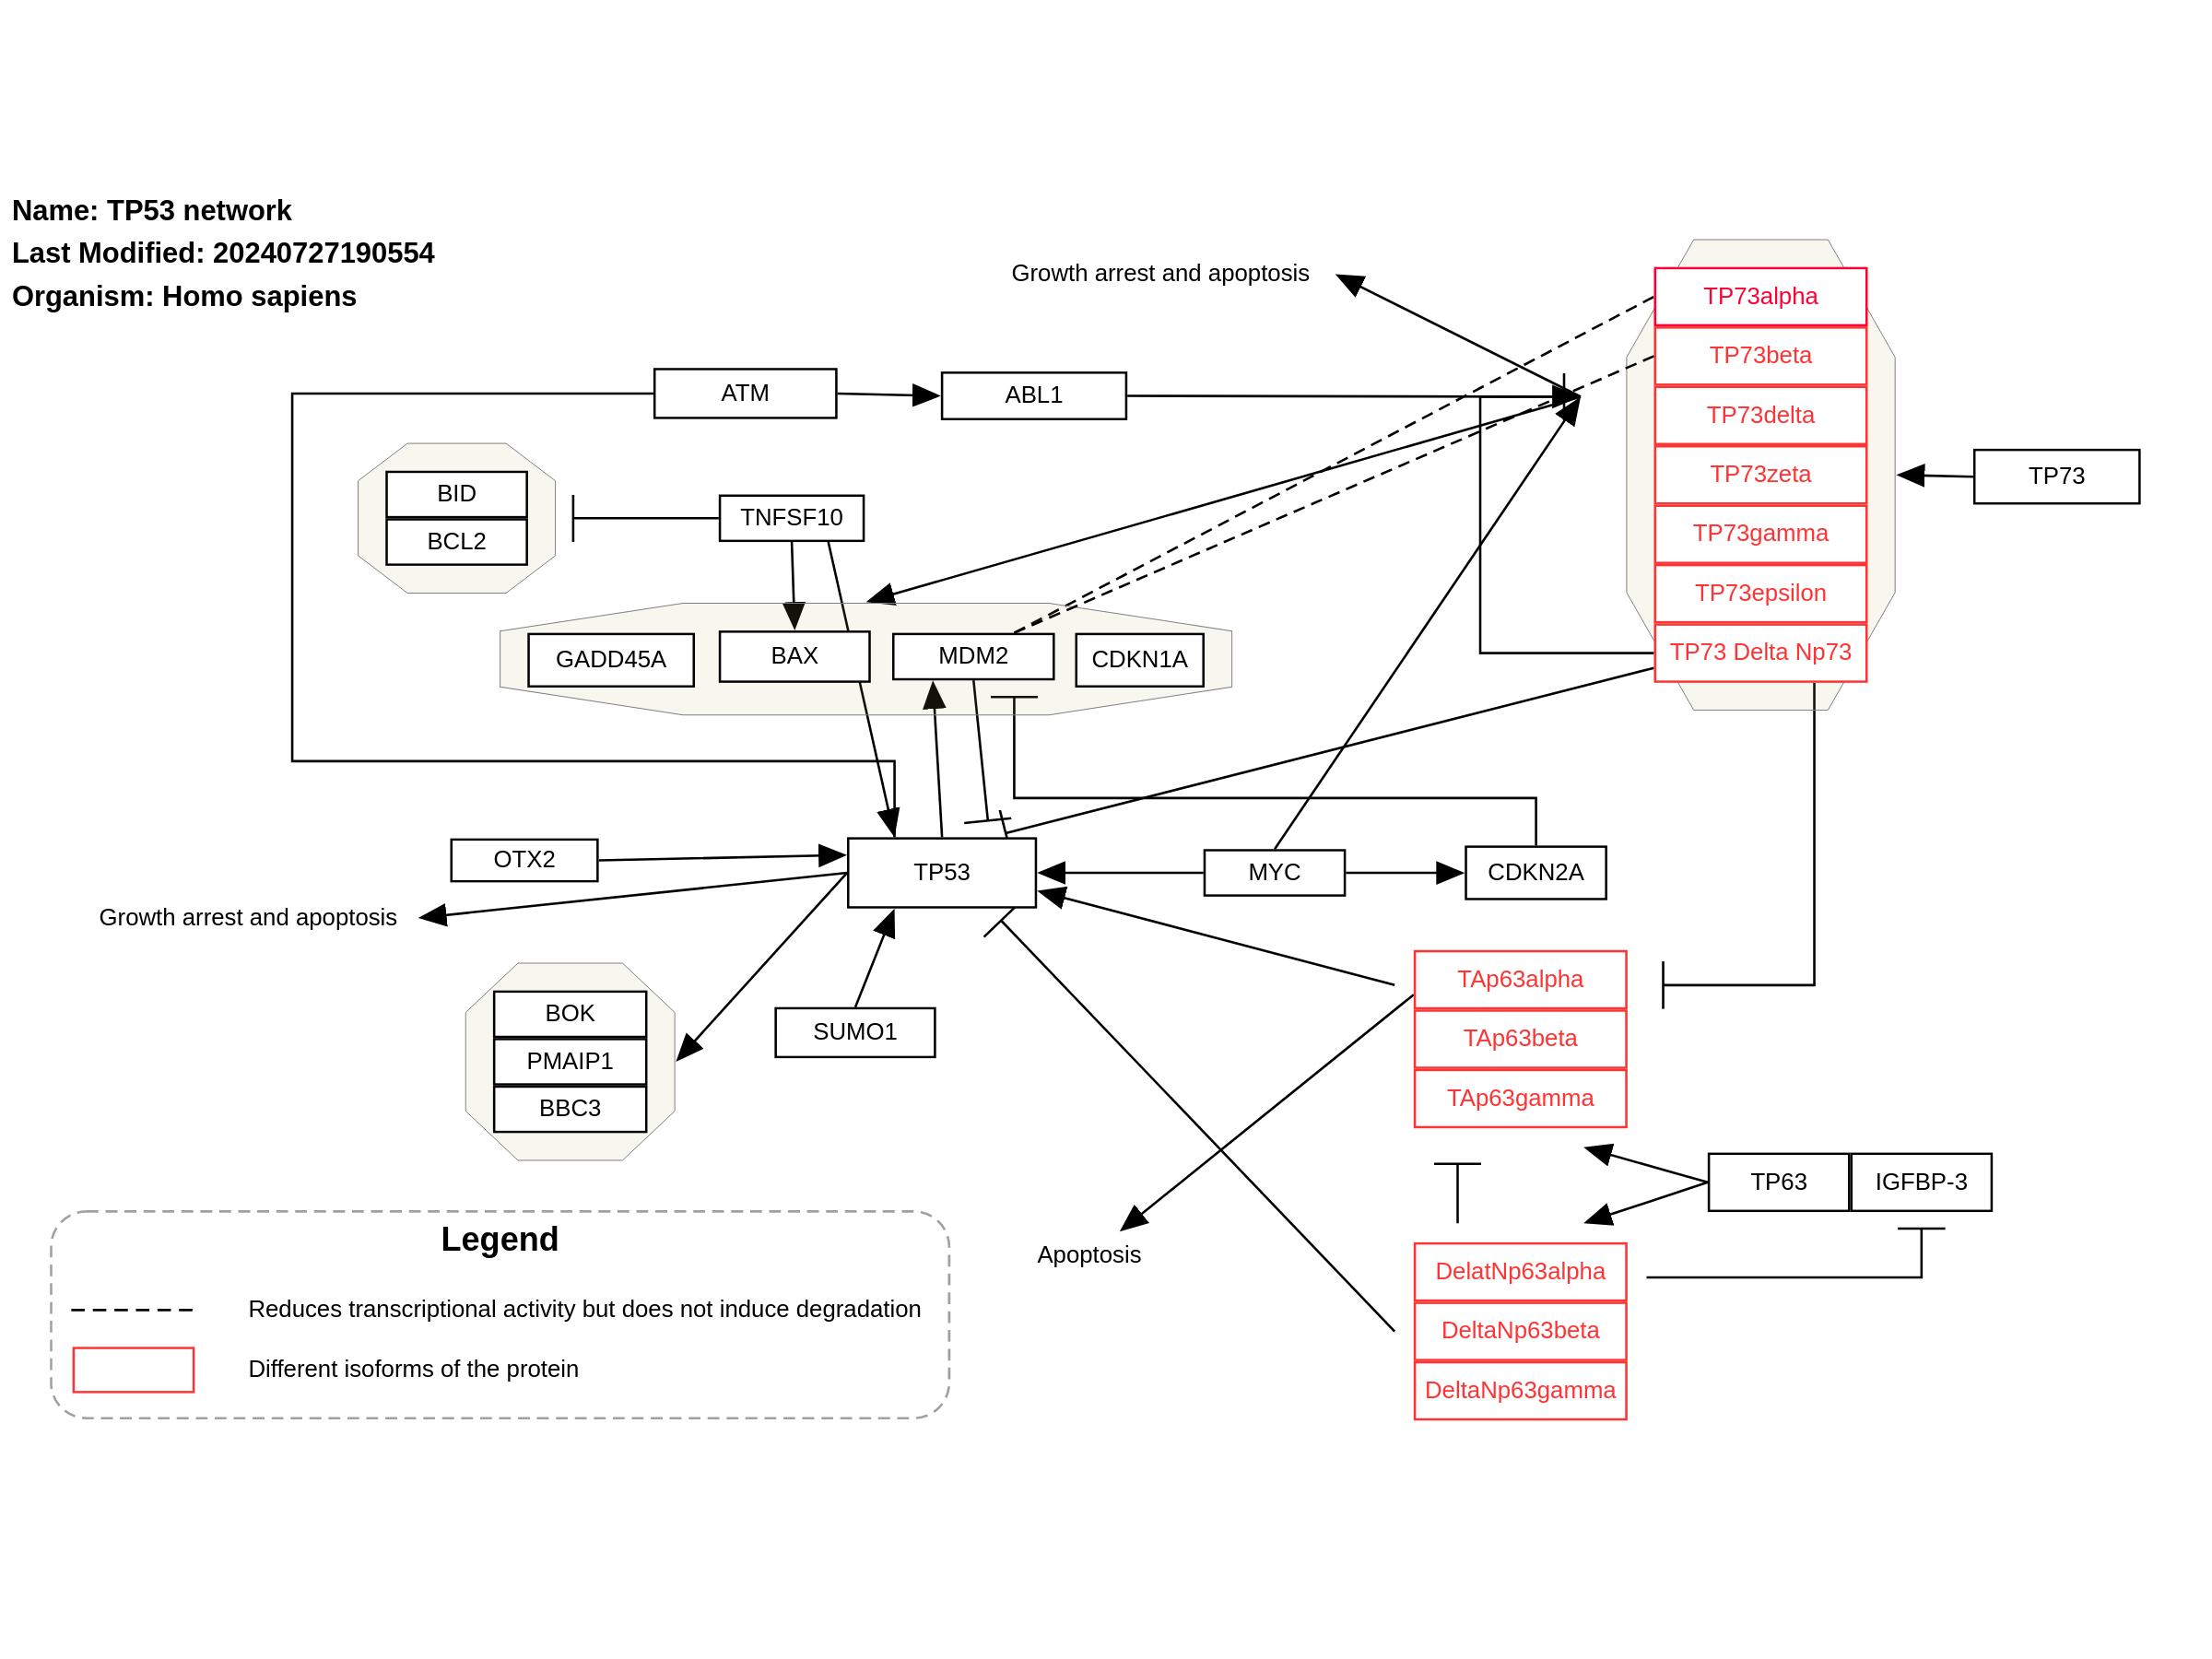 Name: TP53 network
Last Modified: 20240727190554
Organism: Homo sapiens
Growth arrest and apoptosis
TP73alpha
TP73beta
TP73delta
TP73zeta
TP73gamma
TP73epsilon
TP73 Delta Np73
TP73
ATM
ABL1
BID
BCL2
TNFSF10
GADD45A
BAX
MDM2
CDKN1A
OTX2
TP53
MYC
CDKN2A
Growth arrest and apoptosis
BOK
PMAIP1
BBC3
SUMO1
TAp63alpha
TAp63beta
TAp63gamma
TP63
IGFBP-3
Apoptosis
DelatNp63alpha
DeltaNp63beta
DeltaNp63gamma
Legend
Reduces transcriptional activity but does not induce degradation
Different isoforms of the protein